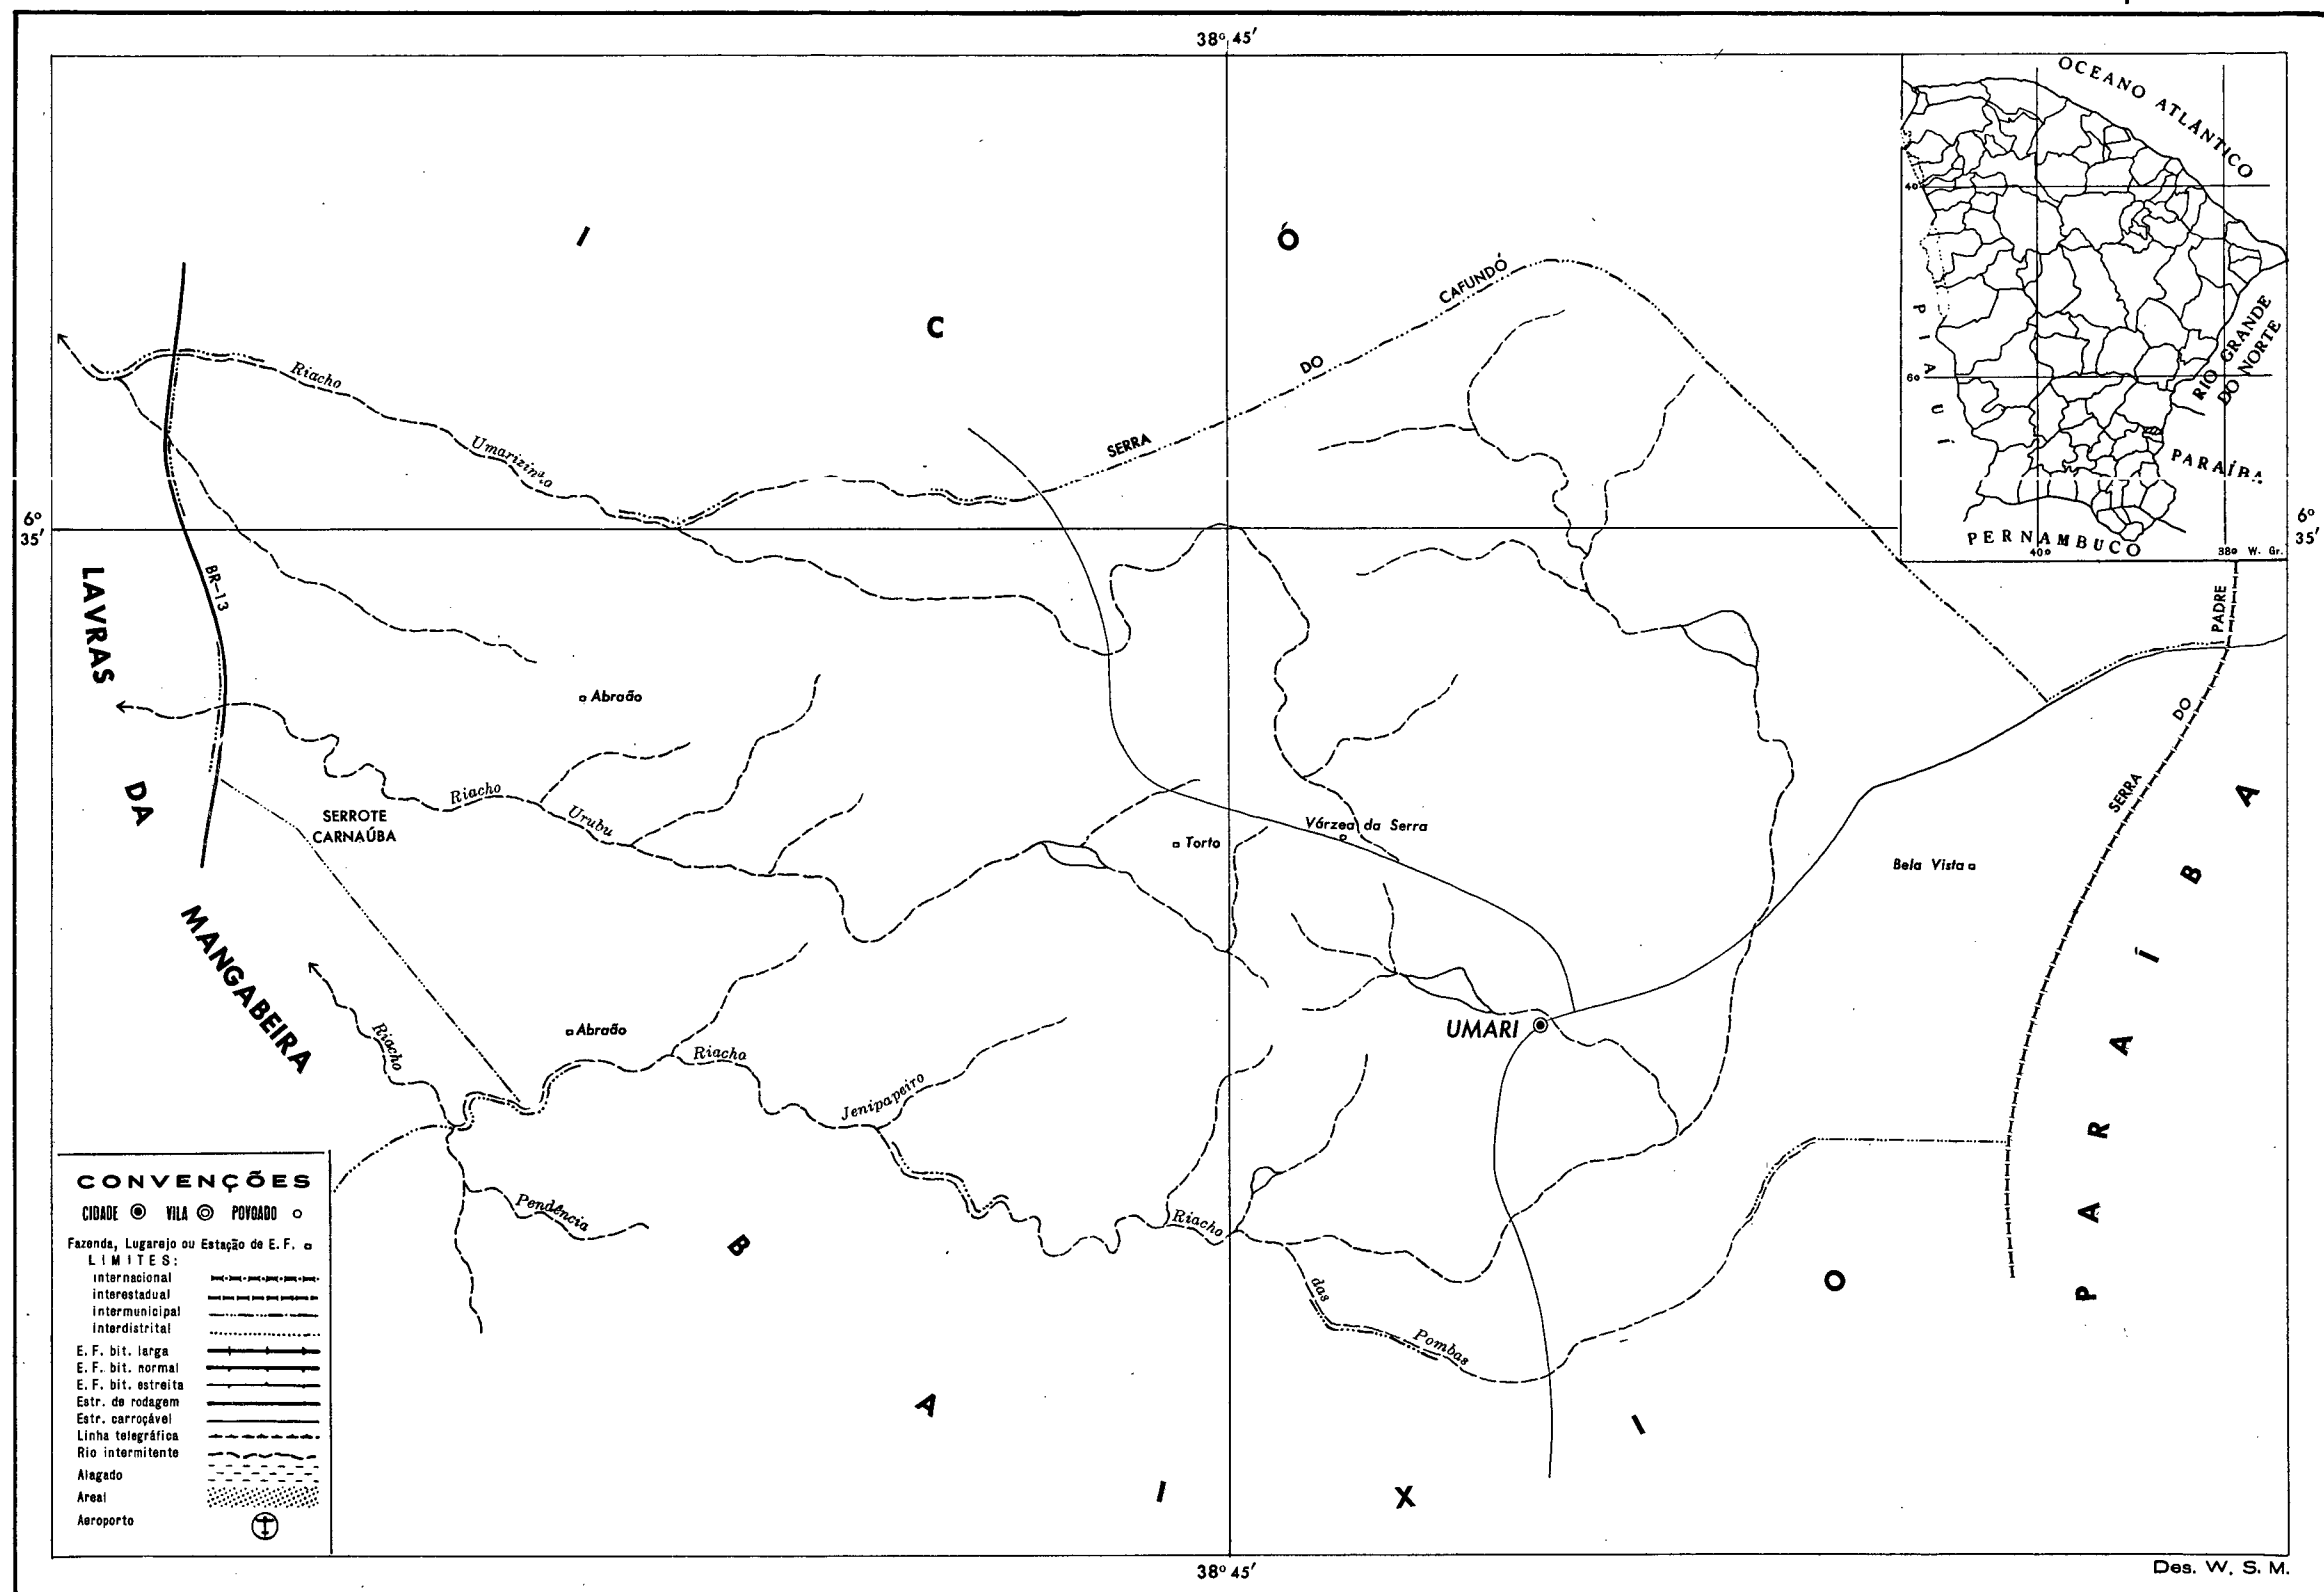 38° 45'
OCEANO ATLÂNTICO
4°
PIAUÍ
6°
RIO GRANDE
DO NORTE
PARAÍBA
PERNAMBUCO
40°
38° W. Gr.
I C Ó
SERRA DO CAFUNDÓ
Riacho Umarizinho
6°
35'
6°
35'
BR-13
LAVRAS DA MANGABEIRA
SERRA DO PADRE
Abraão
Riacho Urubu
SERROTE
CARNAÚBA
Torto
Várzea da Serra
Bela Vista
PARAÍBA
UMARI
Abraão
Riacho Jenipapeiro
Riacho Pendência
Riacho das Pombas
B A I X I O
CONVENÇÕES
CIDADE VILA POVOADO
Fazenda, Lugarejo ou Estação de E. F.
LIMITES:
internacional
interestadual
intermunicipal
interdistrital
E. F. bit. larga
E. F. bit. normal
E. F. bit. estreita
Estr. de rodagem
Estr. carroçável
Linha telegráfica
Rio intermitente
Alagado
Areal
Aeroporto
38° 45'
Des. W. S. M.